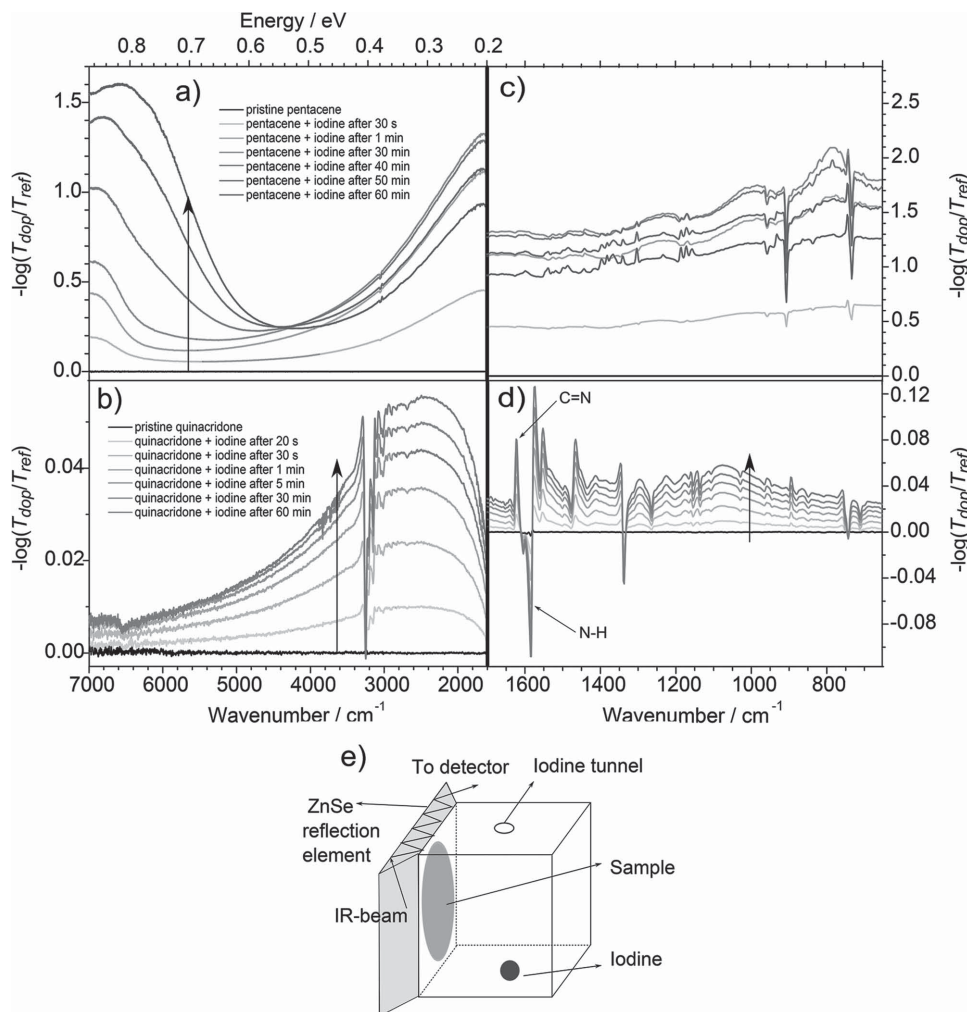 Energy / eV
0.8 0.7 0.6 0.5 0.4 0.3 0.2
a)
1.5
1.0
0.5
0.0
-log(T_dop/T_ref)
pristine pentacene
pentacene + iodine after 30 s
pentacene + iodine after 1 min
pentacene + iodine after 30 min
pentacene + iodine after 40 min
pentacene + iodine after 50 min
pentacene + iodine after 60 min
c)
2.5
2.0
1.5
1.0
0.5
0.0
-log(T_dop/T_ref)
b)
0.04
0.02
0.00
-log(T_dop/T_ref)
pristine quinacridone
quinacridone + iodine after 20 s
quinacridone + iodine after 30 s
quinacridone + iodine after 1 min
quinacridone + iodine after 5 min
quinacridone + iodine after 30 min
quinacridone + iodine after 60 min
7000 6000 5000 4000 3000 2000
Wavenumber / cm⁻¹
d)
C=N
N-H
0.12
0.08
0.04
0.00
-0.04
-0.08
-log(T_dop/T_ref)
1600 1400 1200 1000 800
Wavenumber / cm⁻¹
e)
To detector
Iodine tunnel
ZnSe
reflection
element
Sample
IR-beam
Iodine